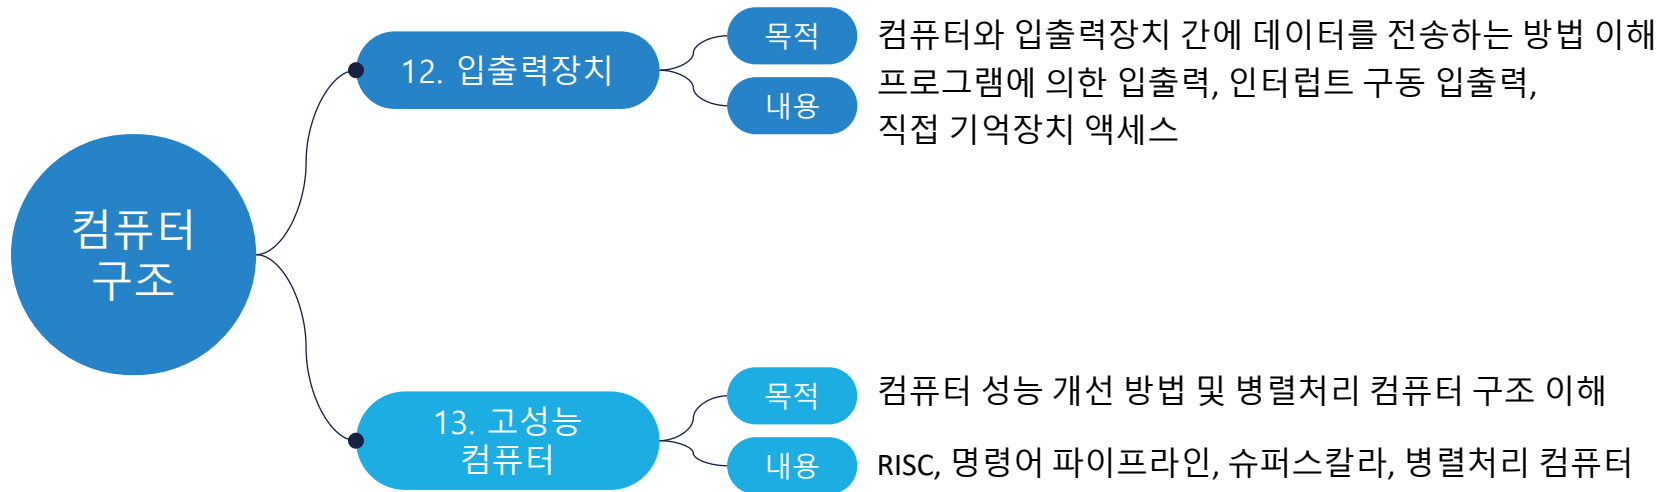 컴퓨터
구조
12. 입출력장치
목적
컴퓨터와 입출력장치 간에 데이터를 전송하는 방법 이해
내용
프로그램에 의한 입출력, 인터럽트 구동 입출력,
직접 기억장치 액세스
13. 고성능
컴퓨터
목적
컴퓨터 성능 개선 방법 및 병렬처리 컴퓨터 구조 이해
내용
RISC, 명령어 파이프라인, 슈퍼스칼라, 병렬처리 컴퓨터